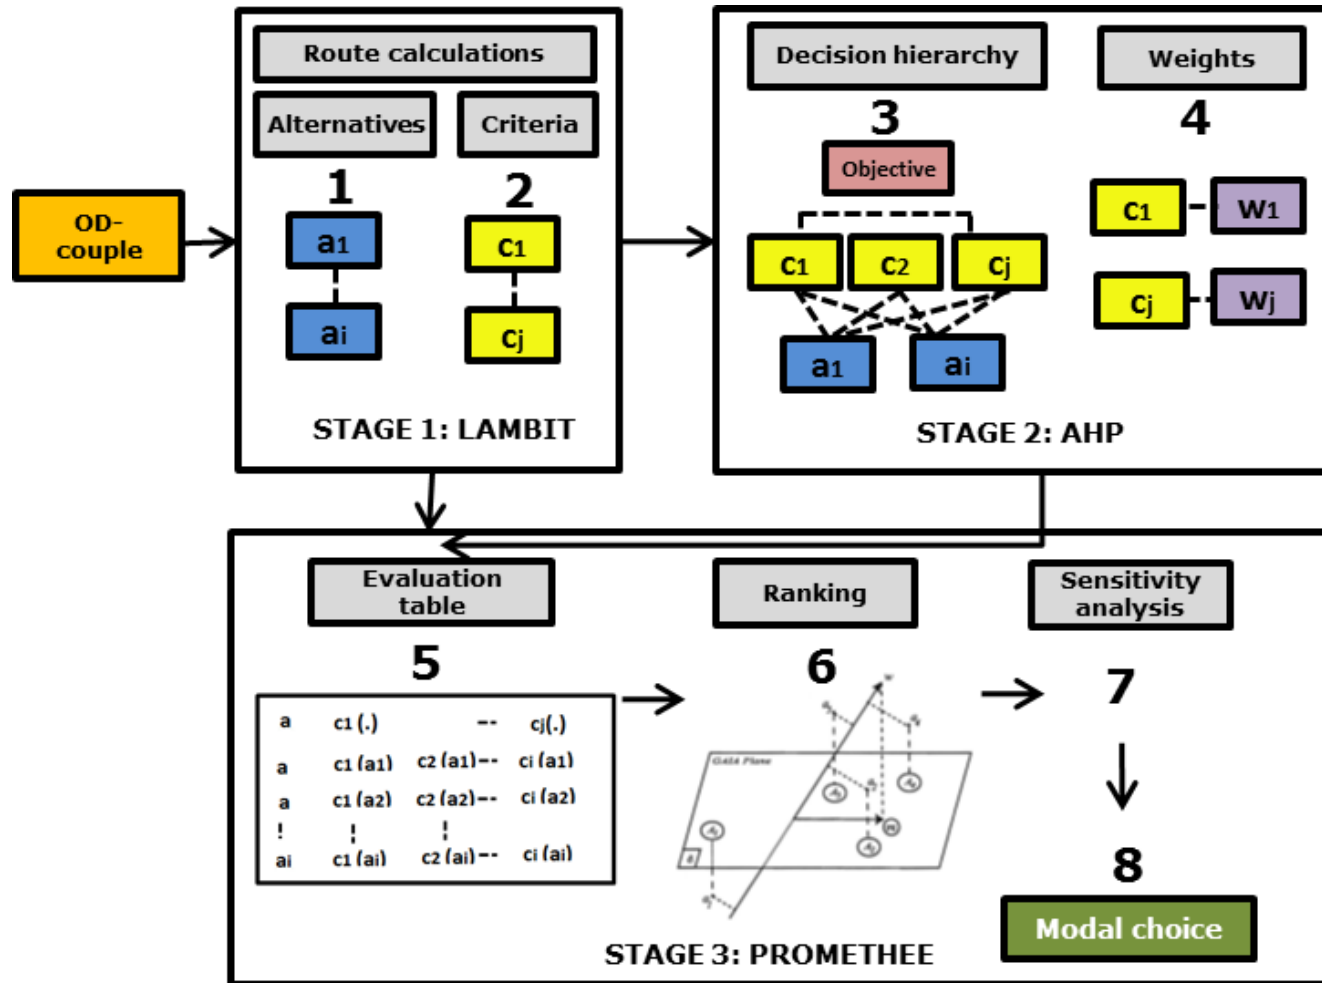 OD-
couple
Route calculations
Alternatives
Criteria
1
2
a1
c1
ai
cj
STAGE 1: LAMBIT
Decision hierarchy
Weights
3
4
Objective
c1
c2
cj
a1
ai
c1
w1
cj
wj
STAGE 2: AHP
Evaluation
table
Ranking
Sensitivity
analysis
5
6
7
a c1(.) -- cj(.)
a c1(a1) c2(a1)-- ci(a1)
a c1(a2) c2(a2)-- ci(a2)
ai c1(ai) c2(ai)-- ci(ai)
w
GAIA Plane
8
Modal choice
STAGE 3: PROMETHEE